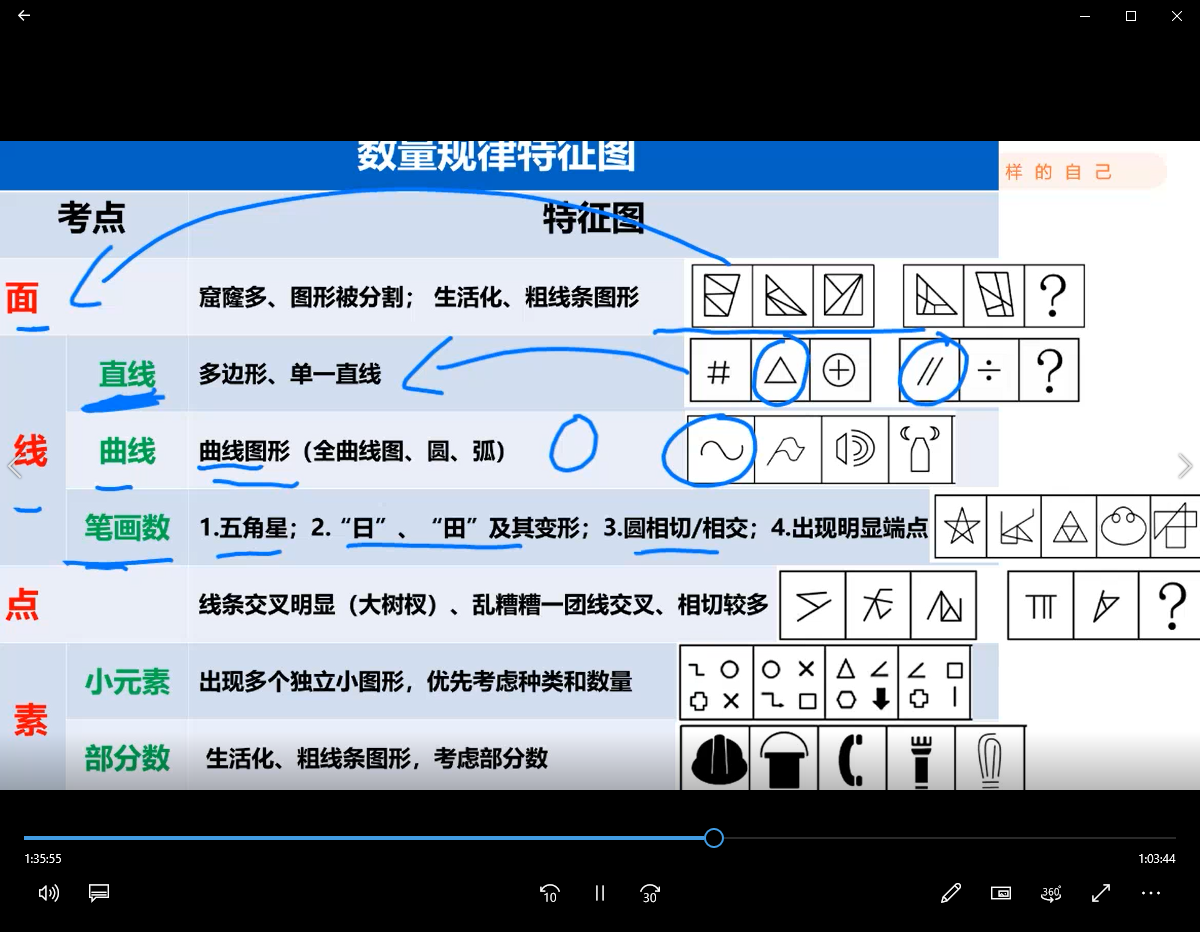 数量规律特征图
样的自己
考点 特征图
面 窟窿多、图形被分割； 生活化、粗线条图形 ?
直线 多边形、单一直线 # ÷ ?
线
曲线 曲线图形（全曲线图、圆、弧）
笔画数 1.五角星；2.“日”、“田”及其变形；3.圆相切/相交；4.出现明显端点
点 线条交叉明显（大树杈）、乱糟糟一团线交叉、相切较多 ?
小元素 出现多个独立小图形，优先考虑种类和数量
素
部分数 生活化、粗线条图形，考虑部分数
1:35:55 1:03:44
10 30 360°